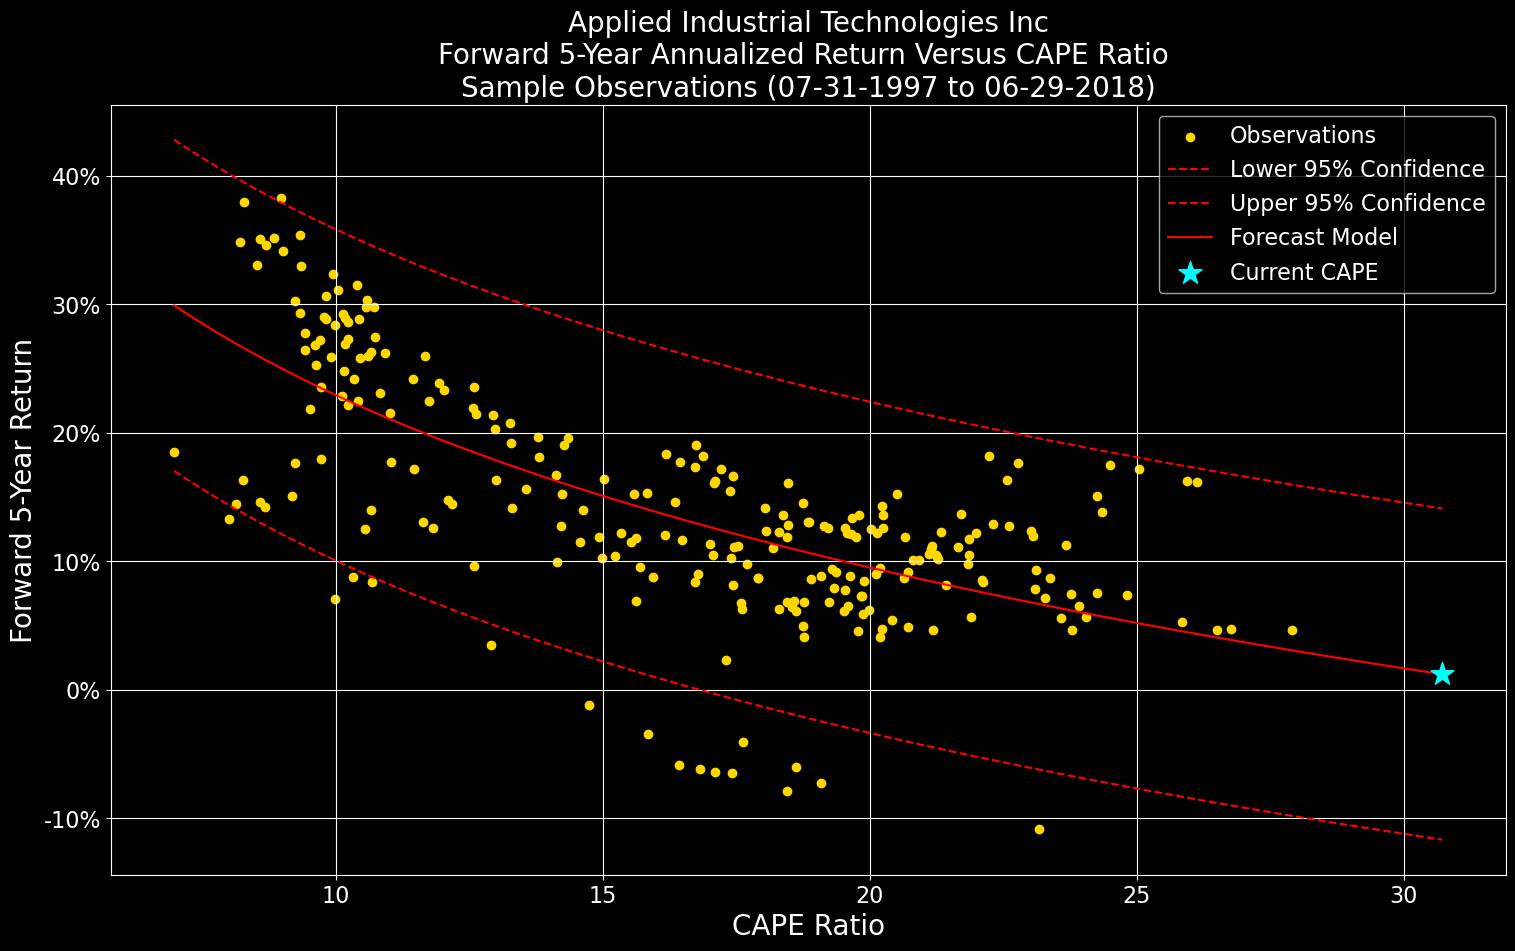 Applied Industrial Technologies Inc
Forward 5-Year Annualized Return Versus CAPE Ratio
Sample Observations (07-31-1997 to 06-29-2018)
Observations
Lower 95% Confidence
Upper 95% Confidence
Forecast Model
Current CAPE
Forward 5-Year Return
40%
30%
20%
10%
0%
-10%
10
15
20
25
30
CAPE Ratio